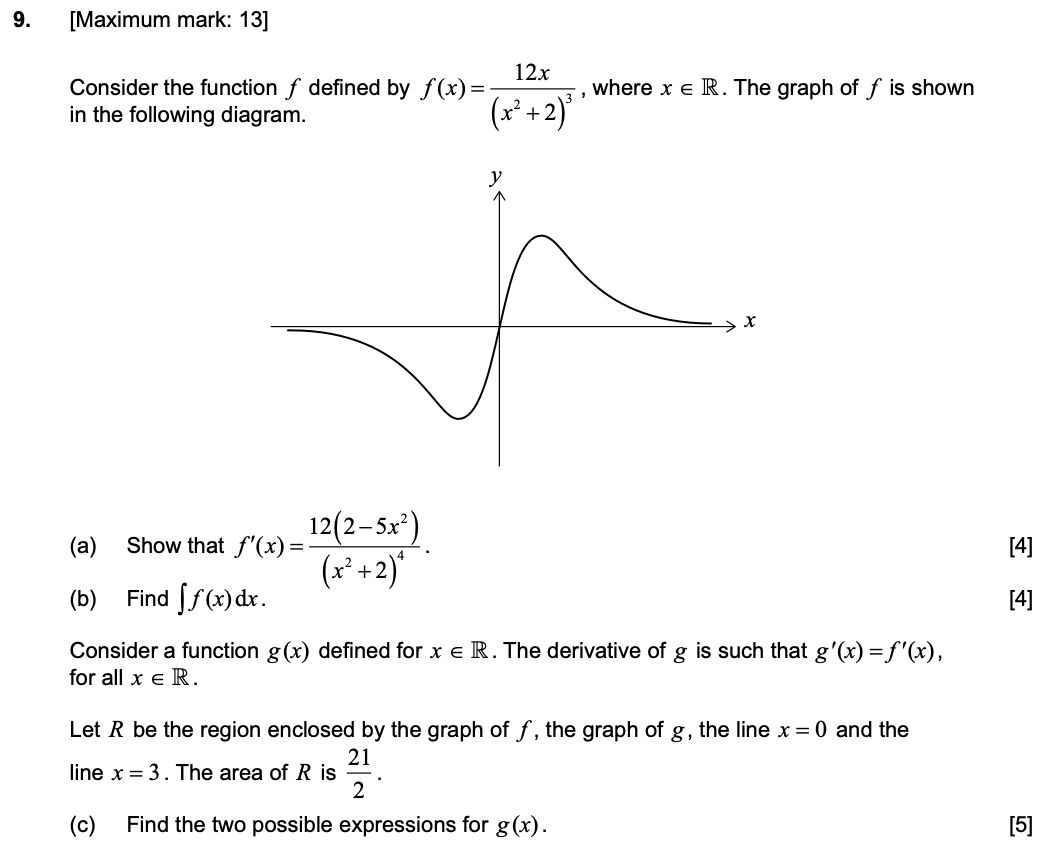 9. [Maximum mark: 13]
Consider the function f defined by f(x) = 12x / (x² + 2)³, where x ∈ ℝ. The graph of f is shown
in the following diagram.
y
x
(a) Show that f′(x) = 12(2 − 5x²) / (x² + 2)⁴. [4]
(b) Find ∫ f(x) dx. [4]
Consider a function g(x) defined for x ∈ ℝ. The derivative of g is such that g′(x) = f′(x),
for all x ∈ ℝ.
Let R be the region enclosed by the graph of f, the graph of g, the line x = 0 and the
line x = 3. The area of R is 21/2.
(c) Find the two possible expressions for g(x). [5]